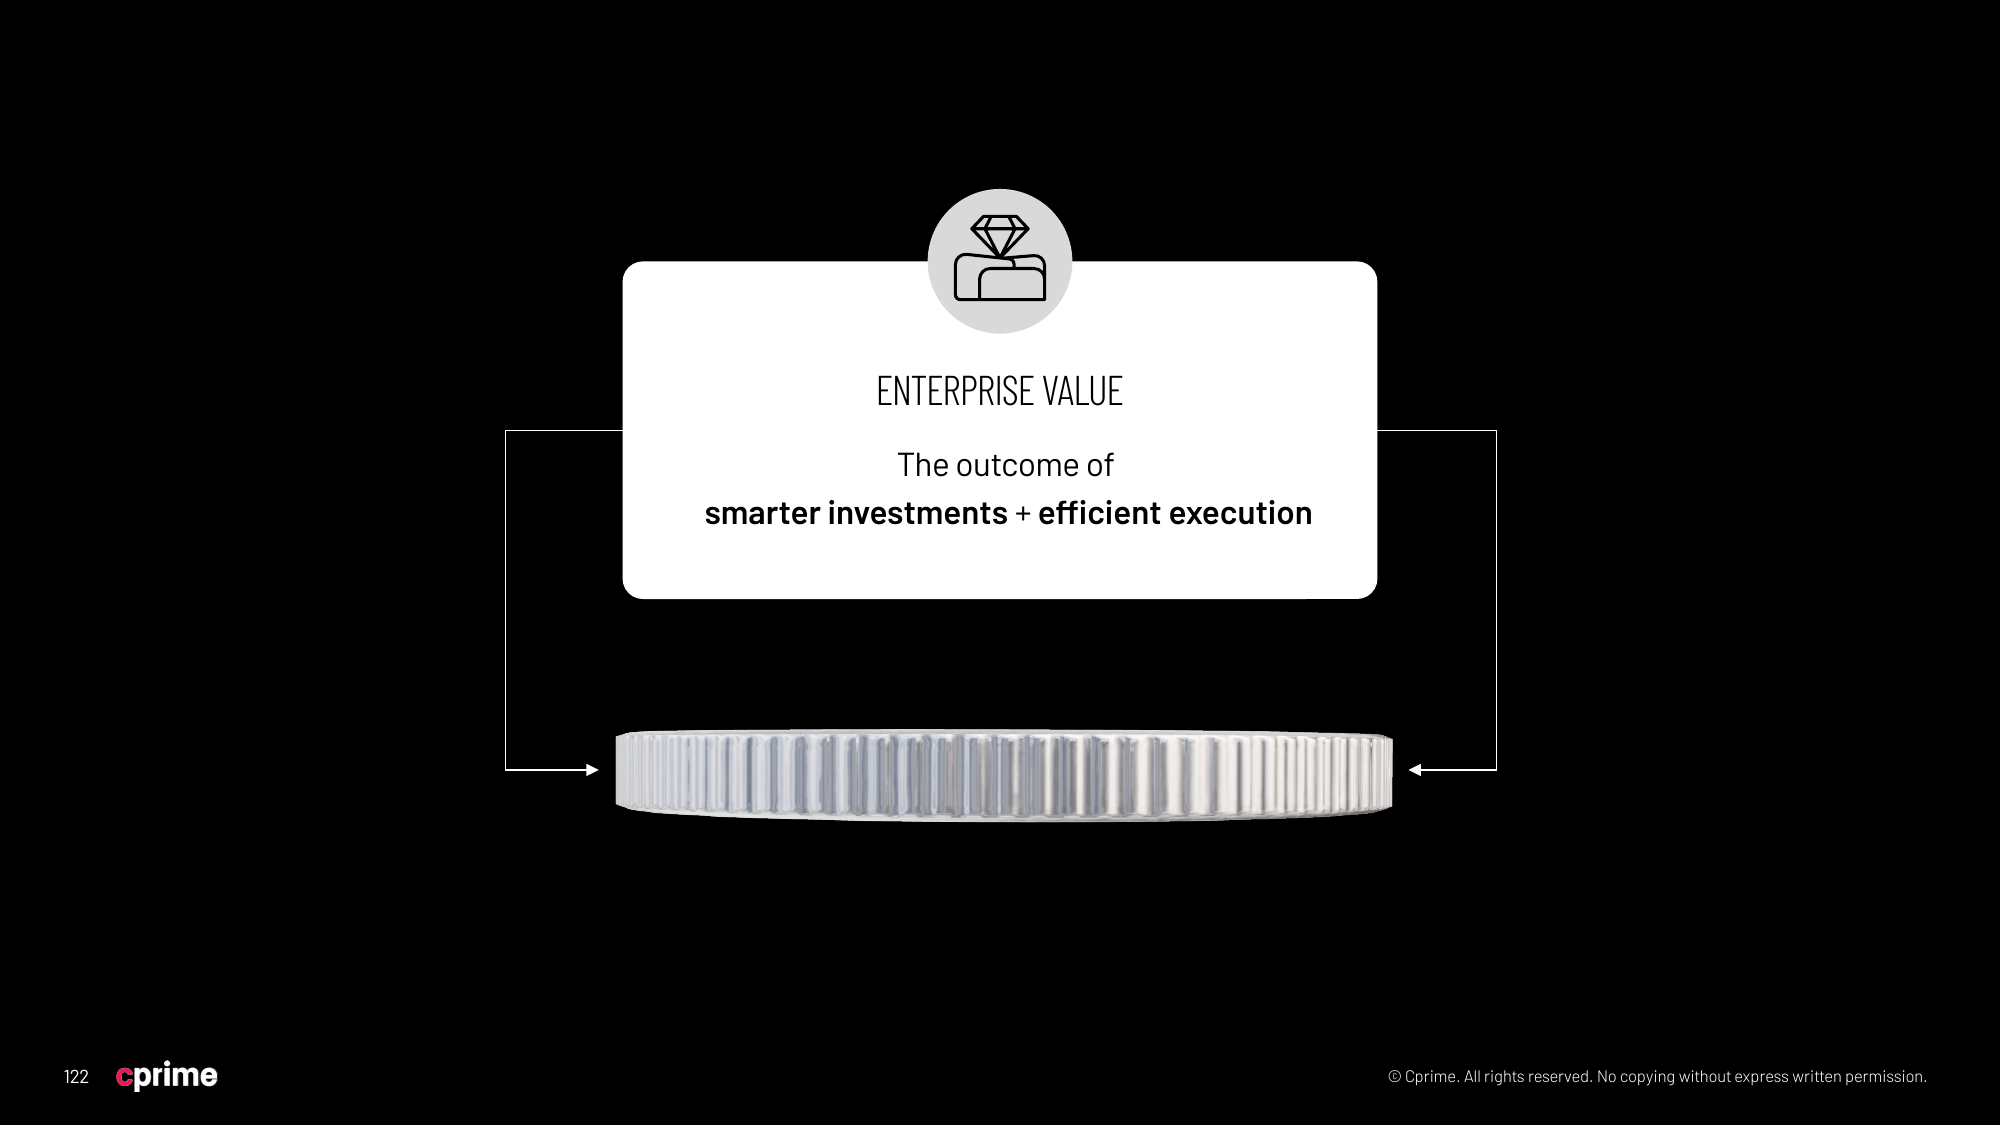 ENTERPRISE VALUE
The outcome of
smarter investments + efficient execution
122
cprime
© Cprime. All rights reserved. No copying without express written permission.